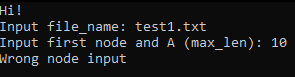 Hi!
Input file_name: test1.txt
Input first node and A (max_len): 10
Wrong node input